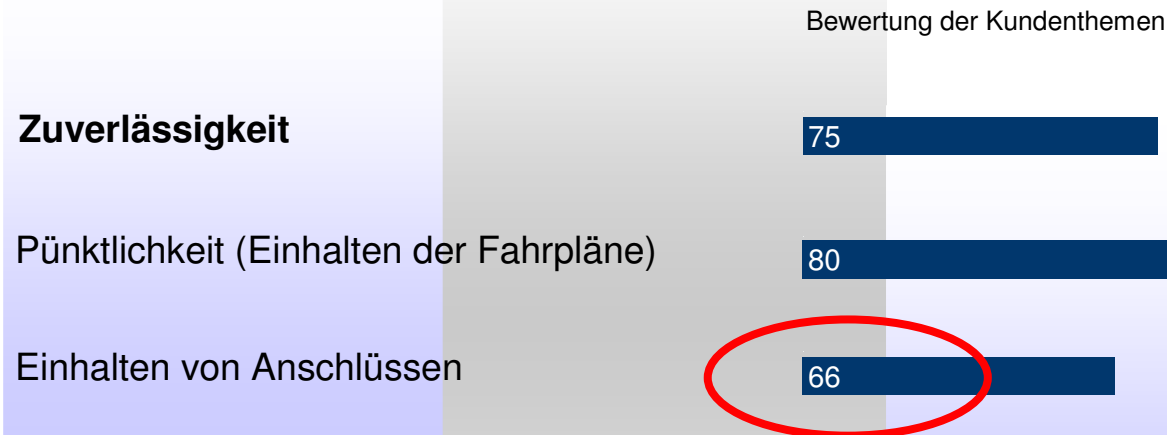 Bewertung der Kundenthemen
Zuverlässigkeit 75
Pünktlichkeit (Einhalten der Fahrpläne) 80
Einhalten von Anschlüssen 66